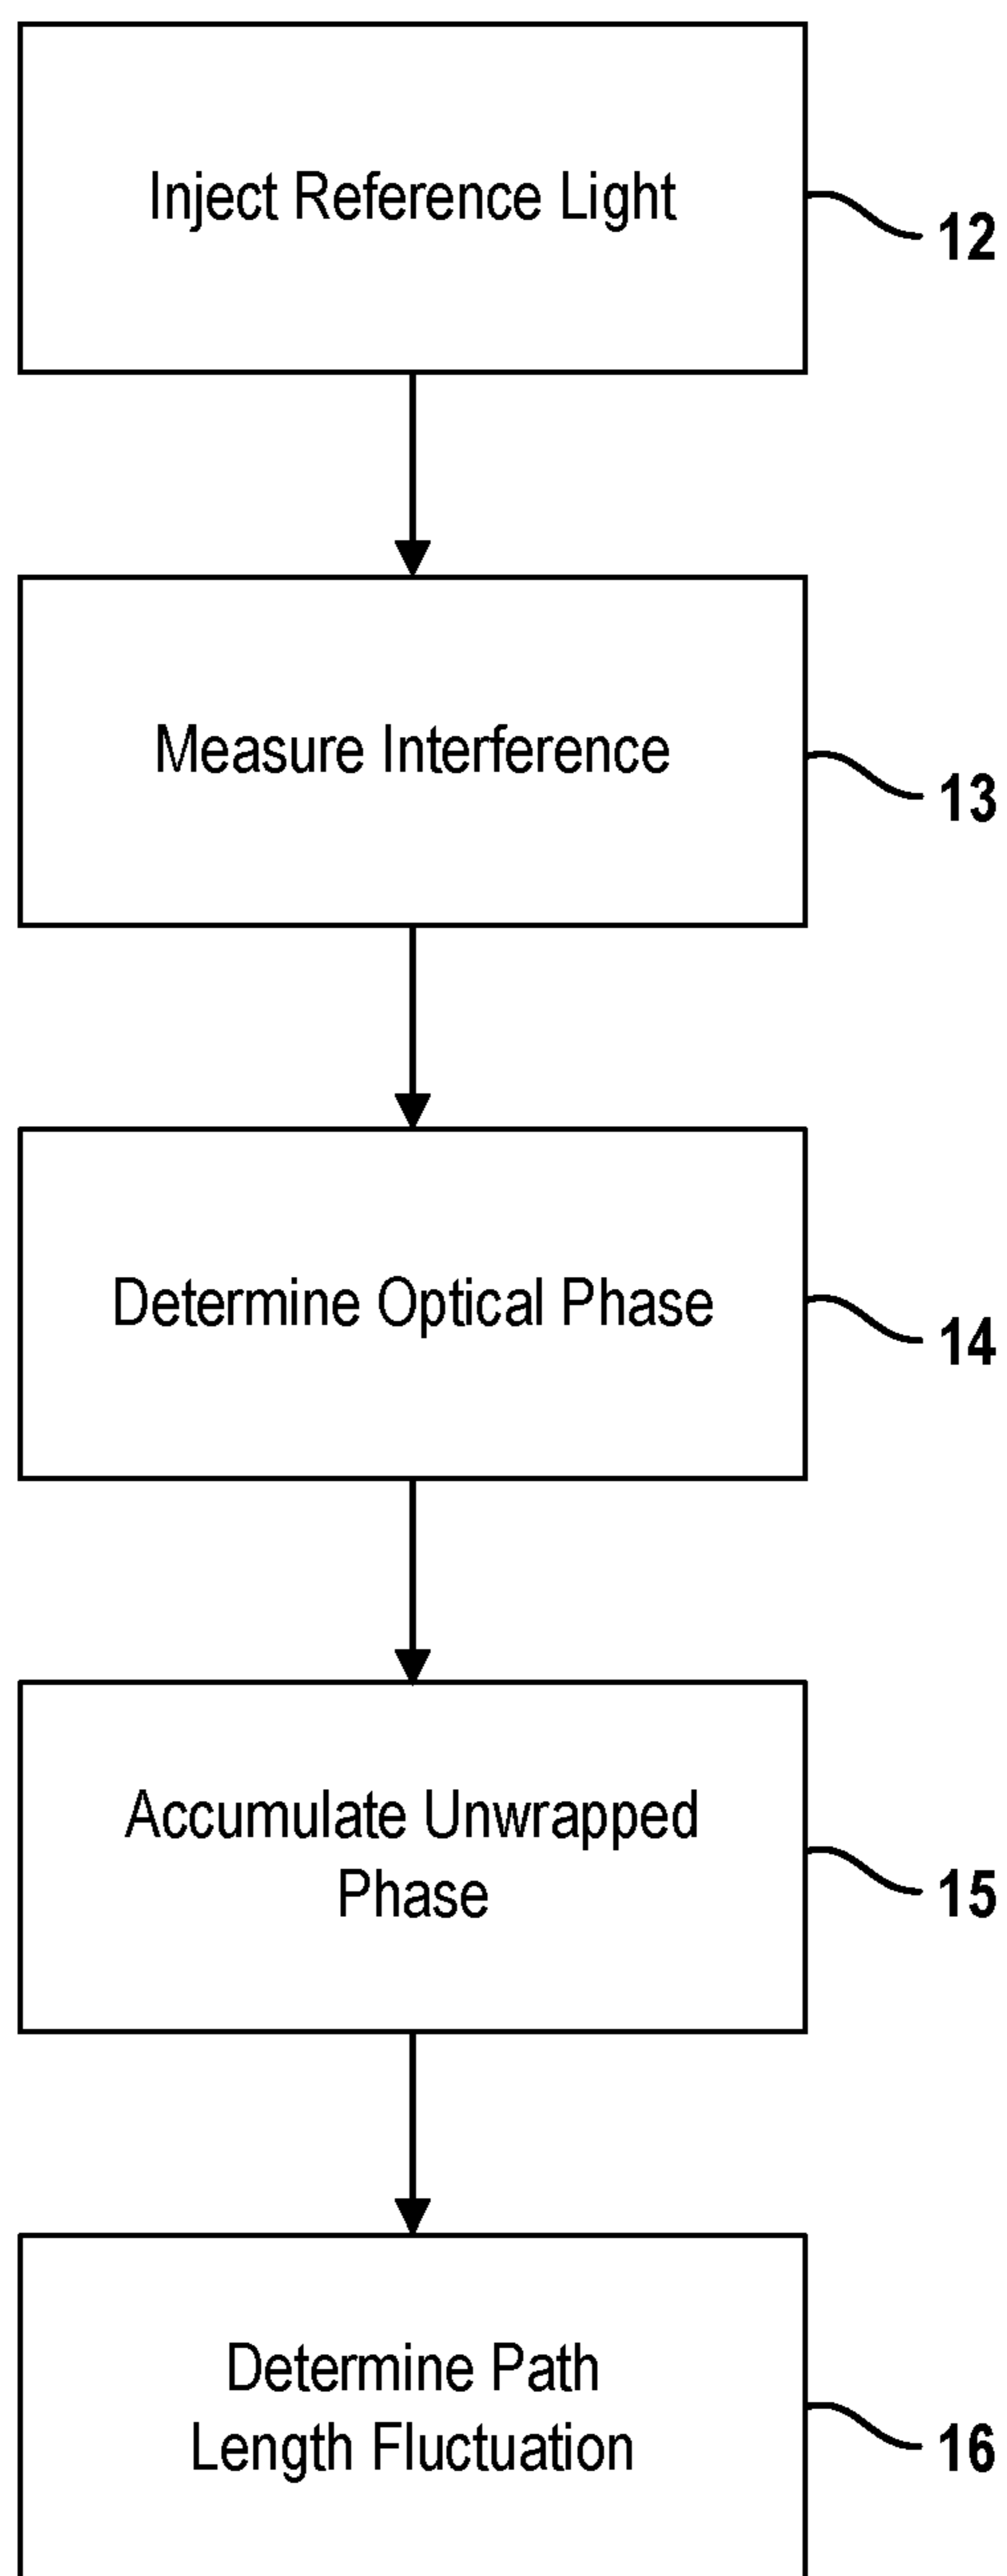 Inject Reference Light
12
Measure Interference
13
Determine Optical Phase
14
Accumulate Unwrapped
Phase
15
Determine Path
Length Fluctuation
16